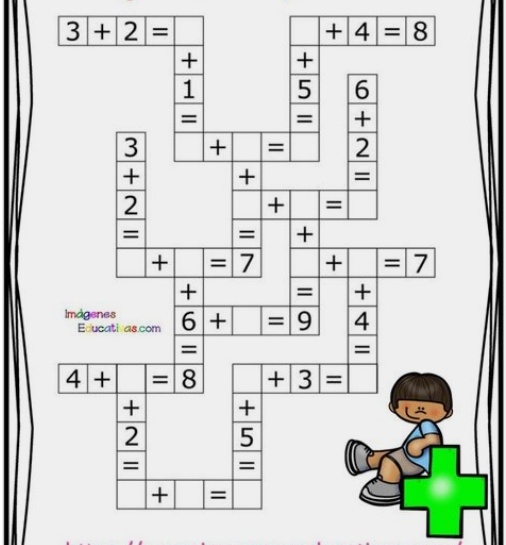 3 + 2 = + 4 = 8
+ +
1 5 6
= = +
3 + = 2
+ + =
2 + =
= = +
+ = 7 + = 7
+ = +
Imágenes
Educativas.com
6 + = 9 4
= =
4 + = 8 + 3 =
+ +
2 5
= =
+ =